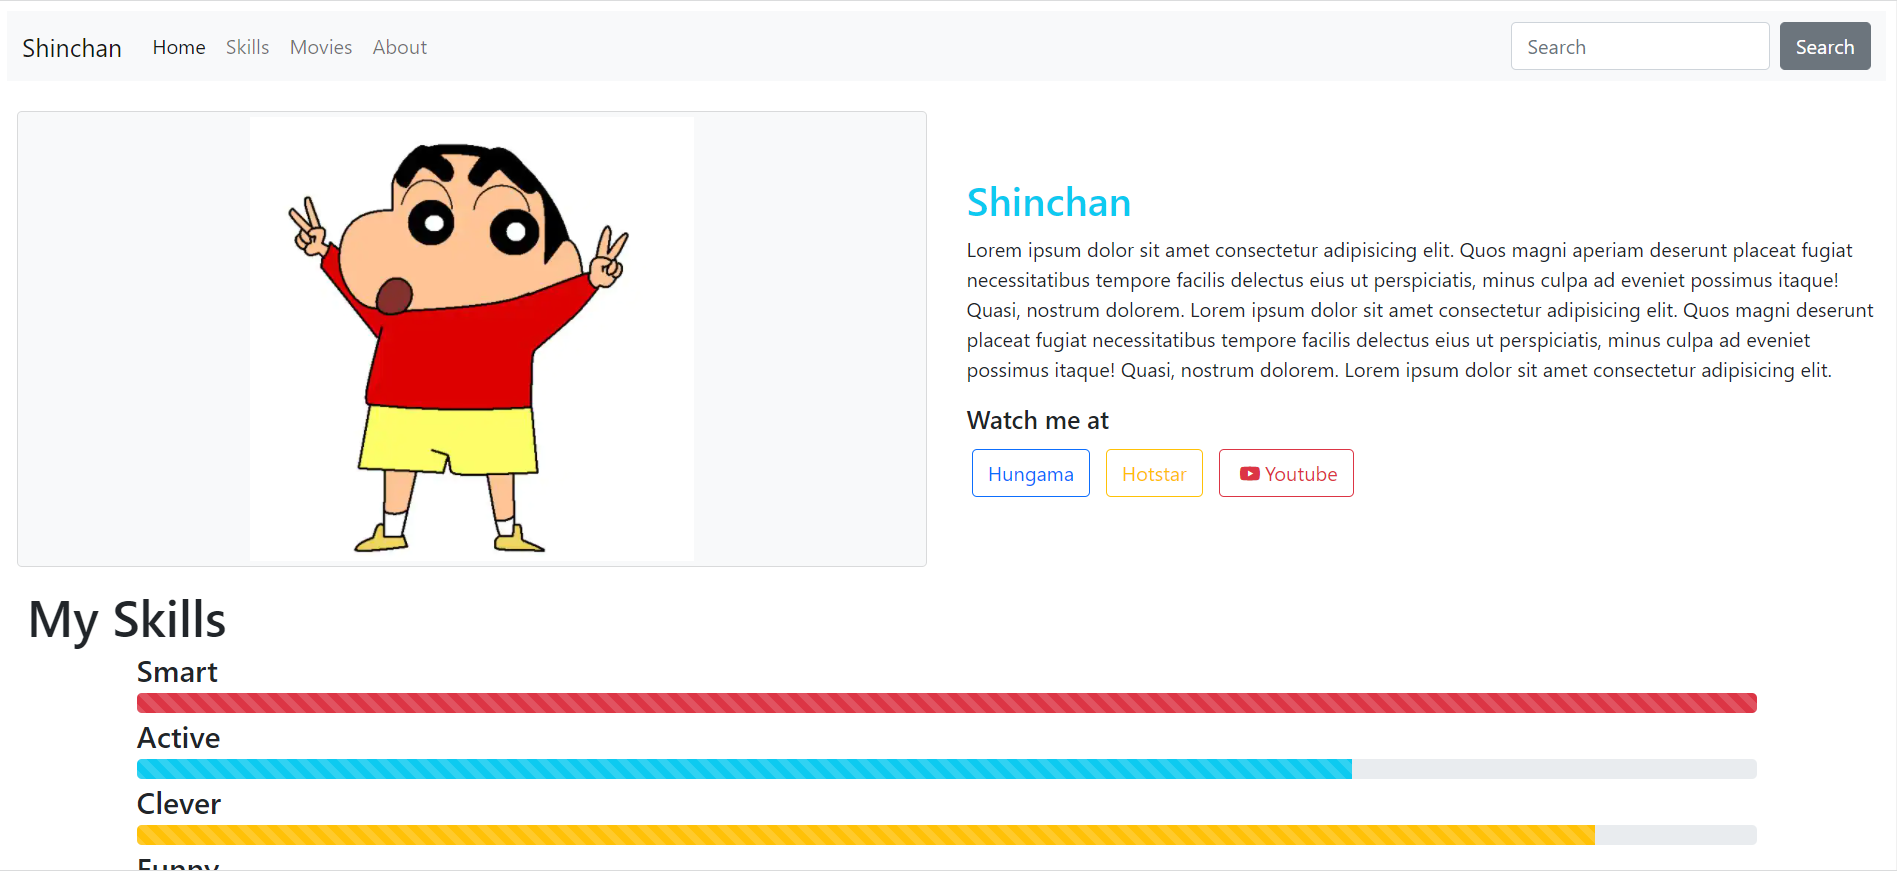 Shinchan Home Skills Movies About Search Search
Shinchan
Lorem ipsum dolor sit amet consectetur adipisicing elit. Quos magni aperiam deserunt placeat fugiat
necessitatibus tempore facilis delectus eius ut perspiciatis, minus culpa ad eveniet possimus itaque!
Quasi, nostrum dolorem. Lorem ipsum dolor sit amet consectetur adipisicing elit. Quos magni deserunt
placeat fugiat necessitatibus tempore facilis delectus eius ut perspiciatis, minus culpa ad eveniet
possimus itaque! Quasi, nostrum dolorem. Lorem ipsum dolor sit amet consectetur adipisicing elit.
Watch me at
Hungama Hotstar Youtube
My Skills
Smart
Active
Clever
Funny